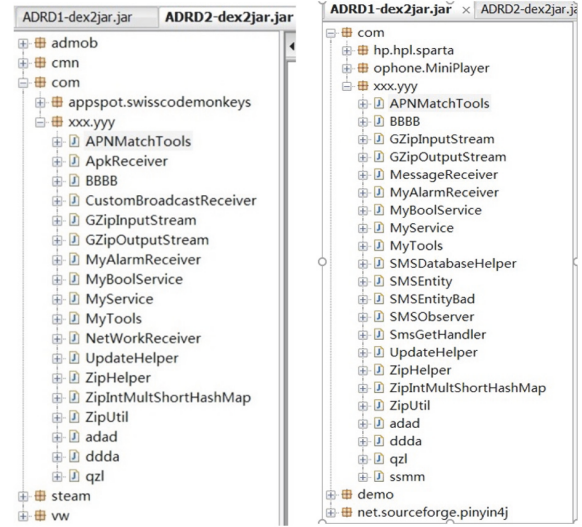 ADRD1-dex2jar.jar ADRD2-dex2jar.jar
admob
cmn
com
appspot.swisscodemonkeys
xxx.yyy
APNMatchTools
ApkReceiver
BBBB
CustomBroadcastReceiver
GZipInputStream
GZipOutputStream
MyAlarmReceiver
MyBoolService
MyService
MyTools
NetWorkReceiver
UpdateHelper
ZipHelper
ZipIntMultShortHashMap
ZipUtil
adad
ddda
qzl
steam
vw
ADRD1-dex2jar.jar × ADRD2-dex2jar.ja
com
hp.hpl.sparta
ophone.MiniPlayer
xxx.yyy
APNMatchTools
BBBB
GZipInputStream
GZipOutputStream
MessageReceiver
MyAlarmReceiver
MyBoolService
MyService
MyTools
SMSDatabaseHelper
SMSEntity
SMSEntityBad
SMSObserver
SmsGetHandler
UpdateHelper
ZipHelper
ZipIntMultShortHashMap
ZipUtil
adad
ddda
qzl
ssmm
demo
net.sourceforge.pinyin4j